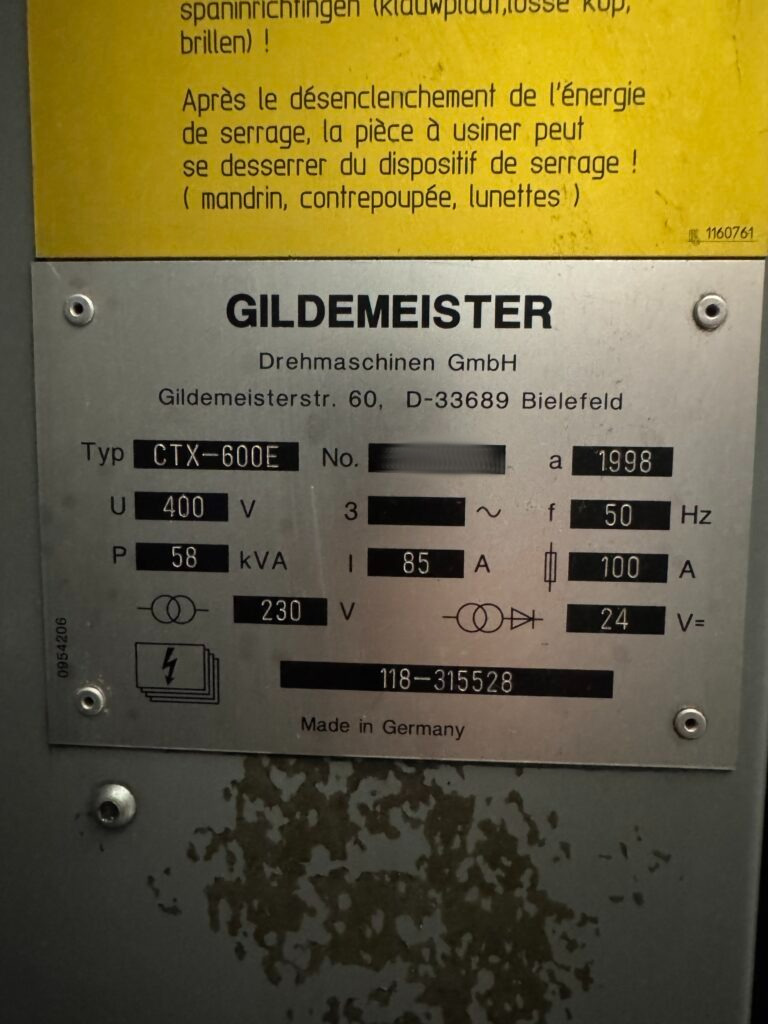 spaninrichtingen (klauwplaat,losse kop,
brillen) !
Après le désenclenchement de l'énergie
de serrage, la pièce à usiner peut
se desserrer du dispositif de serrage !
( mandrin, contrepoupée, lunettes )
1160761
GILDEMEISTER
Drehmaschinen GmbH
Gildemeisterstr. 60, D-33689 Bielefeld
Typ CTX-600E No. a 1998
U 400 V 3 ~ f 50 Hz
P 58 kVA I 85 A 100 A
230 V 24 V=
0954206
118-315528
Made in Germany